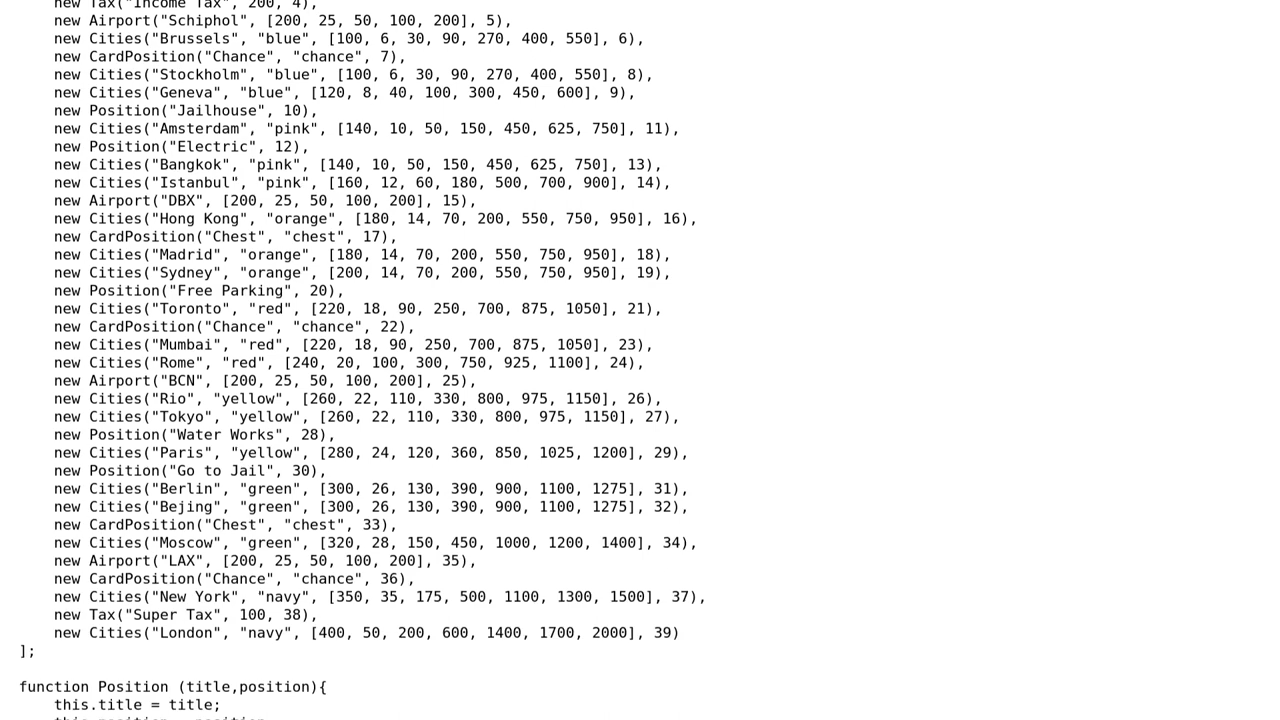 new Tax("Income Tax", 200, 4),
new Airport("Schiphol", [200, 25, 50, 100, 200], 5),
new Cities("Brussels", "blue", [100, 6, 30, 90, 270, 400, 550], 6),
new CardPosition("Chance", "chance", 7),
new Cities("Stockholm", "blue", [100, 6, 30, 90, 270, 400, 550], 8),
new Cities("Geneva", "blue", [120, 8, 40, 100, 300, 450, 600], 9),
new Position("Jailhouse", 10),
new Cities("Amsterdam", "pink", [140, 10, 50, 150, 450, 625, 750], 11),
new Position("Electric", 12),
new Cities("Bangkok", "pink", [140, 10, 50, 150, 450, 625, 750], 13),
new Cities("Istanbul", "pink", [160, 12, 60, 180, 500, 700, 900], 14),
new Airport("DBX", [200, 25, 50, 100, 200], 15),
new Cities("Hong Kong", "orange", [180, 14, 70, 200, 550, 750, 950], 16),
new CardPosition("Chest", "chest", 17),
new Cities("Madrid", "orange", [180, 14, 70, 200, 550, 750, 950], 18),
new Cities("Sydney", "orange", [200, 14, 70, 200, 550, 750, 950], 19),
new Position("Free Parking", 20),
new Cities("Toronto", "red", [220, 18, 90, 250, 700, 875, 1050], 21),
new CardPosition("Chance", "chance", 22),
new Cities("Mumbai", "red", [220, 18, 90, 250, 700, 875, 1050], 23),
new Cities("Rome", "red", [240, 20, 100, 300, 750, 925, 1100], 24),
new Airport("BCN", [200, 25, 50, 100, 200], 25),
new Cities("Rio", "yellow", [260, 22, 110, 330, 800, 975, 1150], 26),
new Cities("Tokyo", "yellow", [260, 22, 110, 330, 800, 975, 1150], 27),
new Position("Water Works", 28),
new Cities("Paris", "yellow", [280, 24, 120, 360, 850, 1025, 1200], 29),
new Position("Go to Jail", 30),
new Cities("Berlin", "green", [300, 26, 130, 390, 900, 1100, 1275], 31),
new Cities("Bejing", "green", [300, 26, 130, 390, 900, 1100, 1275], 32),
new CardPosition("Chest", "chest", 33),
new Cities("Moscow", "green", [320, 28, 150, 450, 1000, 1200, 1400], 34),
new Airport("LAX", [200, 25, 50, 100, 200], 35),
new CardPosition("Chance", "chance", 36),
new Cities("New York", "navy", [350, 35, 175, 500, 1100, 1300, 1500], 37),
new Tax("Super Tax", 100, 38),
new Cities("London", "navy", [400, 50, 200, 600, 1400, 1700, 2000], 39)
];
function Position (title,position){
this.title = title;